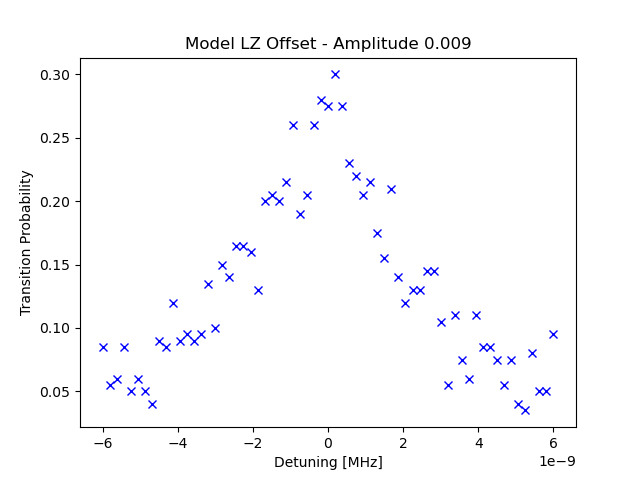 Model LZ Offset - Amplitude 0.009
Transition Probability
0.30
0.25
0.20
0.15
0.10
0.05
−6 −4 −2 0 2 4 6
1e−9
Detuning [MHz]